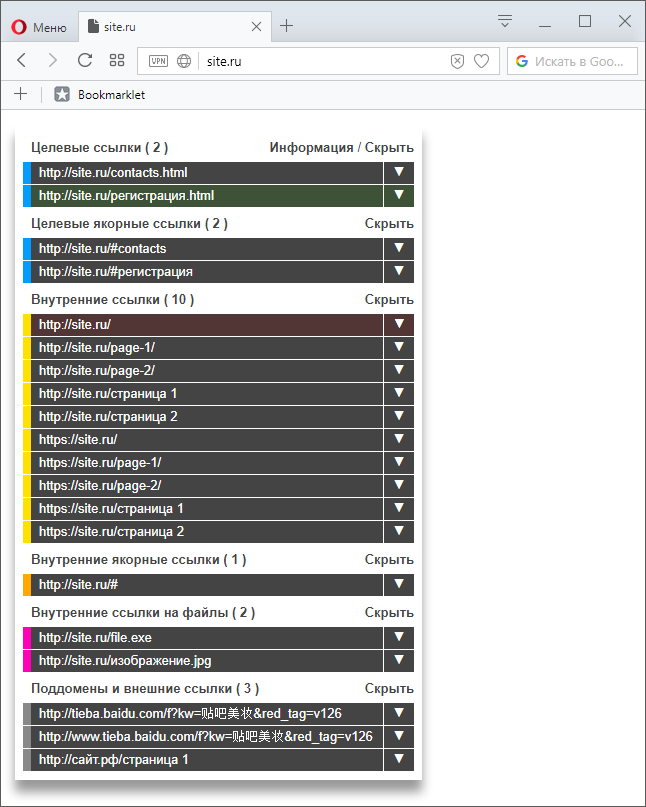 Меню
site.ru
VPN
site.ru
Искать в Goo...
Bookmarklet
Целевые ссылки ( 2 ) Информация / Скрыть
http://site.ru/contacts.html ▼
http://site.ru/регистрация.html ▼
Целевые якорные ссылки ( 2 ) Скрыть
http://site.ru/#contacts ▼
http://site.ru/#регистрация ▼
Внутренние ссылки ( 10 ) Скрыть
http://site.ru/ ▼
http://site.ru/page-1/ ▼
http://site.ru/page-2/ ▼
http://site.ru/страница 1 ▼
http://site.ru/страница 2 ▼
https://site.ru/ ▼
https://site.ru/page-1/ ▼
https://site.ru/page-2/ ▼
https://site.ru/страница 1 ▼
https://site.ru/страница 2 ▼
Внутренние якорные ссылки ( 1 ) Скрыть
http://site.ru/# ▼
Внутренние ссылки на файлы ( 2 ) Скрыть
http://site.ru/file.exe ▼
http://site.ru/изображение.jpg ▼
Поддомены и внешние ссылки ( 3 ) Скрыть
http://tieba.baidu.com/f?kw=贴吧美妆&red_tag=v126 ▼
http://www.tieba.baidu.com/f?kw=贴吧美妆&red_tag=v126 ▼
http://сайт.рф/страница 1 ▼